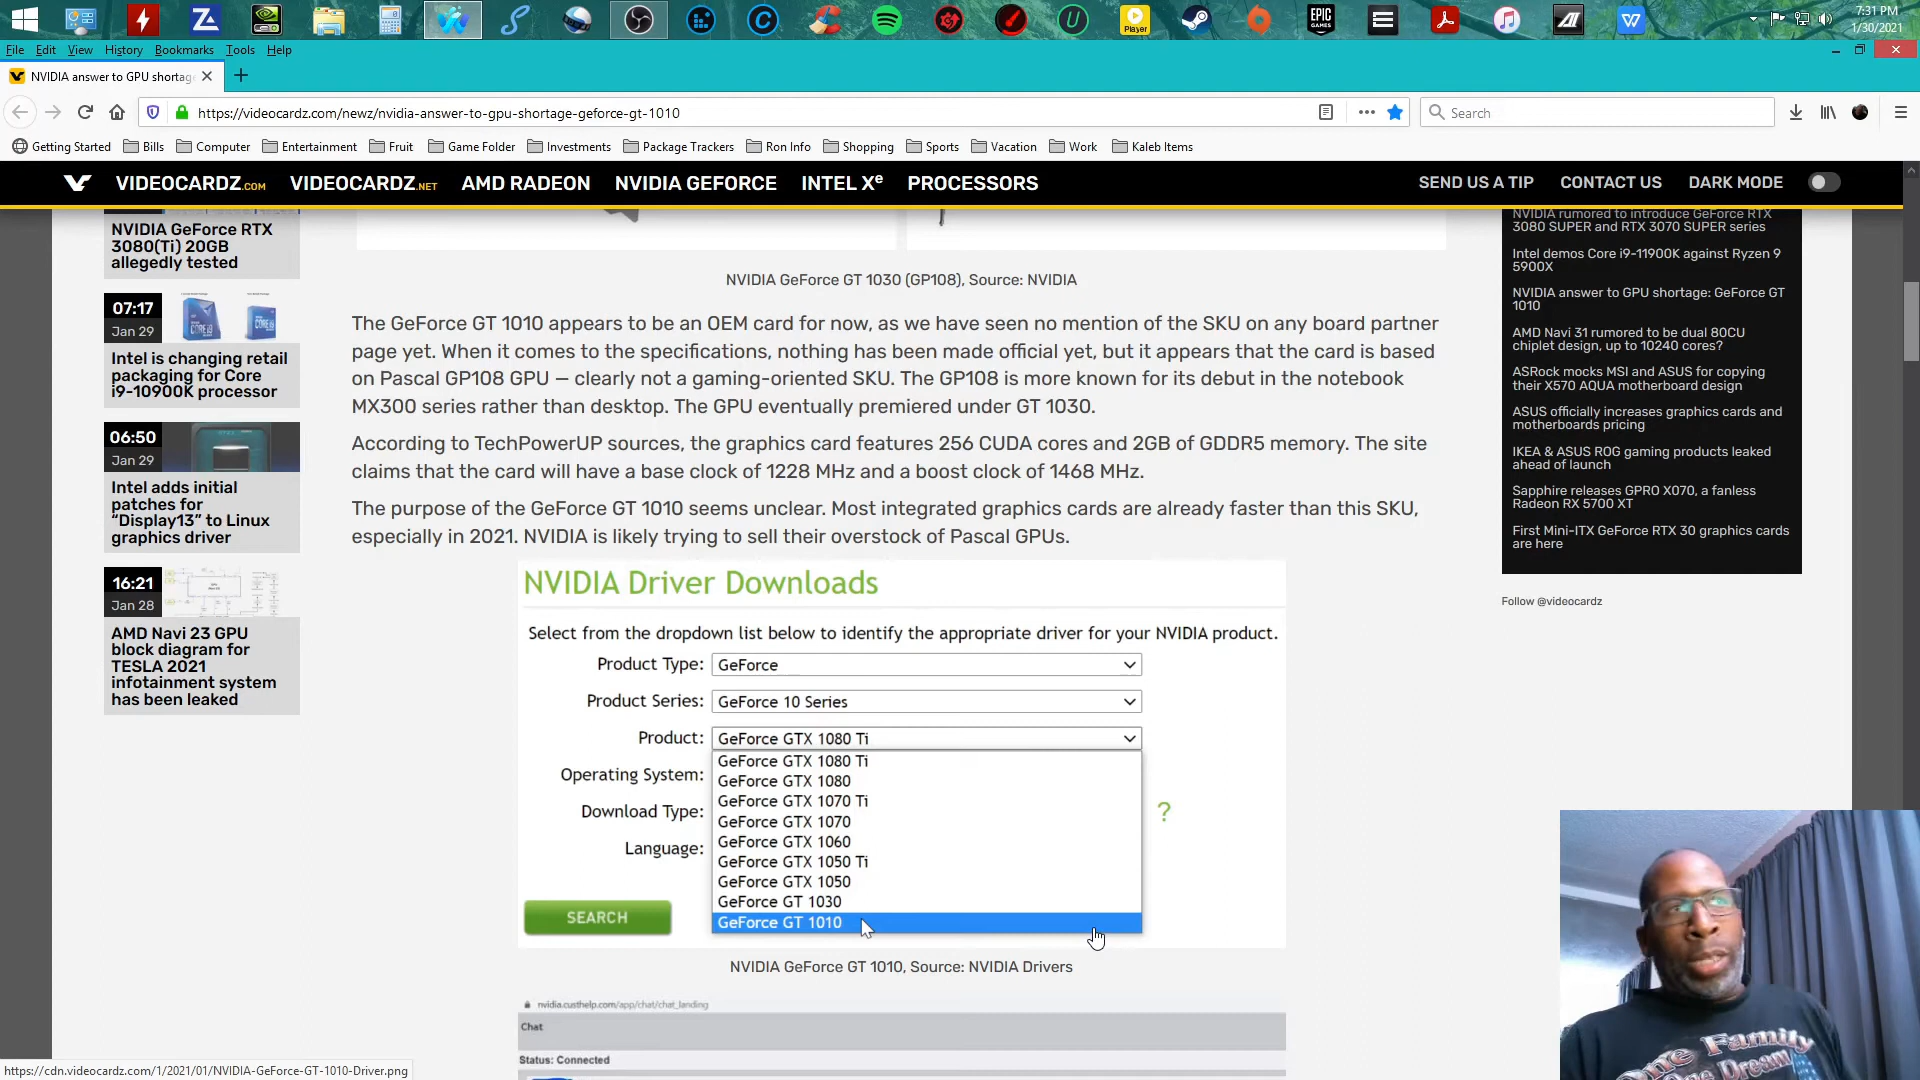 Player
EPIC
GAMES
7:31 PM
1/30/2021
File Edit View History Bookmarks Tools Help
NVIDIA answer to GPU shortage
https://videocardz.com/newz/nvidia-answer-to-gpu-shortage-geforce-gt-1010
Search
Getting Started Bills Computer Entertainment Fruit Game Folder Investments Package Trackers Ron Info Shopping Sports Vacation Work Kaleb Items
VIDEOCARDZ.COM VIDEOCARDZ.NET AMD RADEON NVIDIA GEFORCE INTEL Xe PROCESSORS SEND US A TIP CONTACT US DARK MODE
NVIDIA GeForce RTX
3080(Ti) 20GB
allegedly tested
07:17
Jan 29
Intel is changing retail
packaging for Core
i9-10900K processor
06:50
Jan 29
Intel adds initial
patches for
“Display13” to Linux
graphics driver
16:21
Jan 28
AMD Navi 23 GPU
block diagram for
TESLA 2021
infotainment system
has been leaked
NVIDIA GeForce GT 1030 (GP108), Source: NVIDIA
The GeForce GT 1010 appears to be an OEM card for now, as we have seen no mention of the SKU on any board partner
page yet. When it comes to the specifications, nothing has been made official yet, but it appears that the card is based
on Pascal GP108 GPU — clearly not a gaming-oriented SKU. The GP108 is more known for its debut in the notebook
MX300 series rather than desktop. The GPU eventually premiered under GT 1030.
According to TechPowerUP sources, the graphics card features 256 CUDA cores and 2GB of GDDR5 memory. The site
claims that the card will have a base clock of 1228 MHz and a boost clock of 1468 MHz.
The purpose of the GeForce GT 1010 seems unclear. Most integrated graphics cards are already faster than this SKU,
especially in 2021. NVIDIA is likely trying to sell their overstock of Pascal GPUs.
NVIDIA Driver Downloads
Select from the dropdown list below to identify the appropriate driver for your NVIDIA product.
Product Type: GeForce
Product Series: GeForce 10 Series
Product: GeForce GTX 1080 Ti
GeForce GTX 1080 Ti
Operating System: GeForce GTX 1080
GeForce GTX 1070 Ti
Download Type: GeForce GTX 1070 ?
GeForce GTX 1060
Language: GeForce GTX 1050 Ti
GeForce GTX 1050
GeForce GT 1030
SEARCH GeForce GT 1010
NVIDIA GeForce GT 1010, Source: NVIDIA Drivers
nvidia.custhelp.com/app/chat/chat_landing
Chat
Status: Connected
NVIDIA rumored to introduce GeForce RTX
3080 SUPER and RTX 3070 SUPER series
Intel demos Core i9-11900K against Ryzen 9
5900X
NVIDIA answer to GPU shortage: GeForce GT
1010
AMD Navi 31 rumored to be dual 80CU
chiplet design, up to 10240 cores?
ASRock mocks MSI and ASUS for copying
their X570 AQUA motherboard design
ASUS officially increases graphics cards and
motherboards pricing
IKEA & ASUS ROG gaming products leaked
ahead of launch
Sapphire releases GPRO X070, a fanless
Radeon RX 5700 XT
First Mini-ITX GeForce RTX 30 graphics cards
are here
Follow @videocardz
https://cdn.videocardz.com/1/2021/01/NVIDIA-GeForce-GT-1010-Driver.png
One Family
One Dream